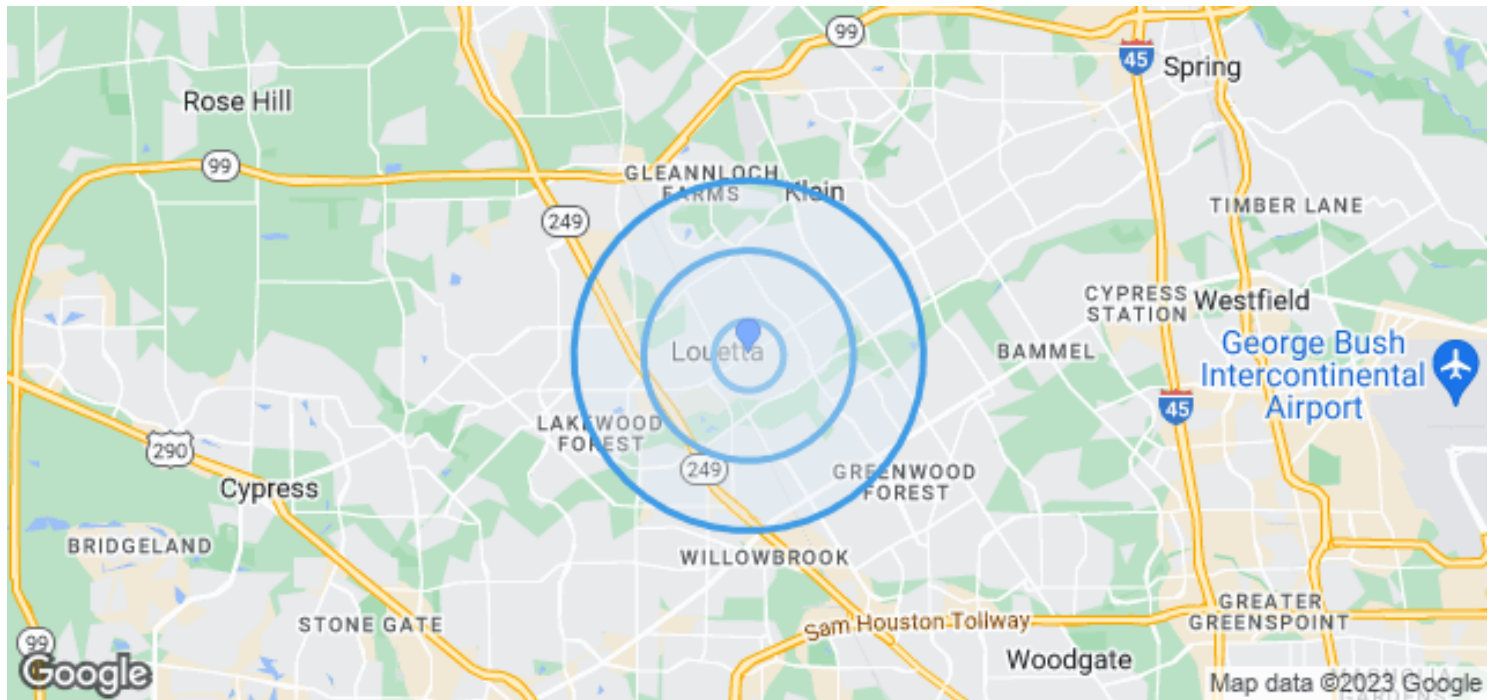 99
45
Spring
Rose Hill
99
GLEANNLOCH
FARMS
Klein
249
TIMBER LANE
CYPRESS
STATION
Westfield
Louetta
BAMMEL
George Bush
Intercontinental
Airport
45
LAKEWOOD
FOREST
290
249
GREENWOOD
FOREST
Cypress
BRIDGELAND
WILLOWBROOK
STONE GATE
Sam Houston Tollway
GREATER
GREENSPOINT
99
Woodgate
Google
Map data ©2023 Google